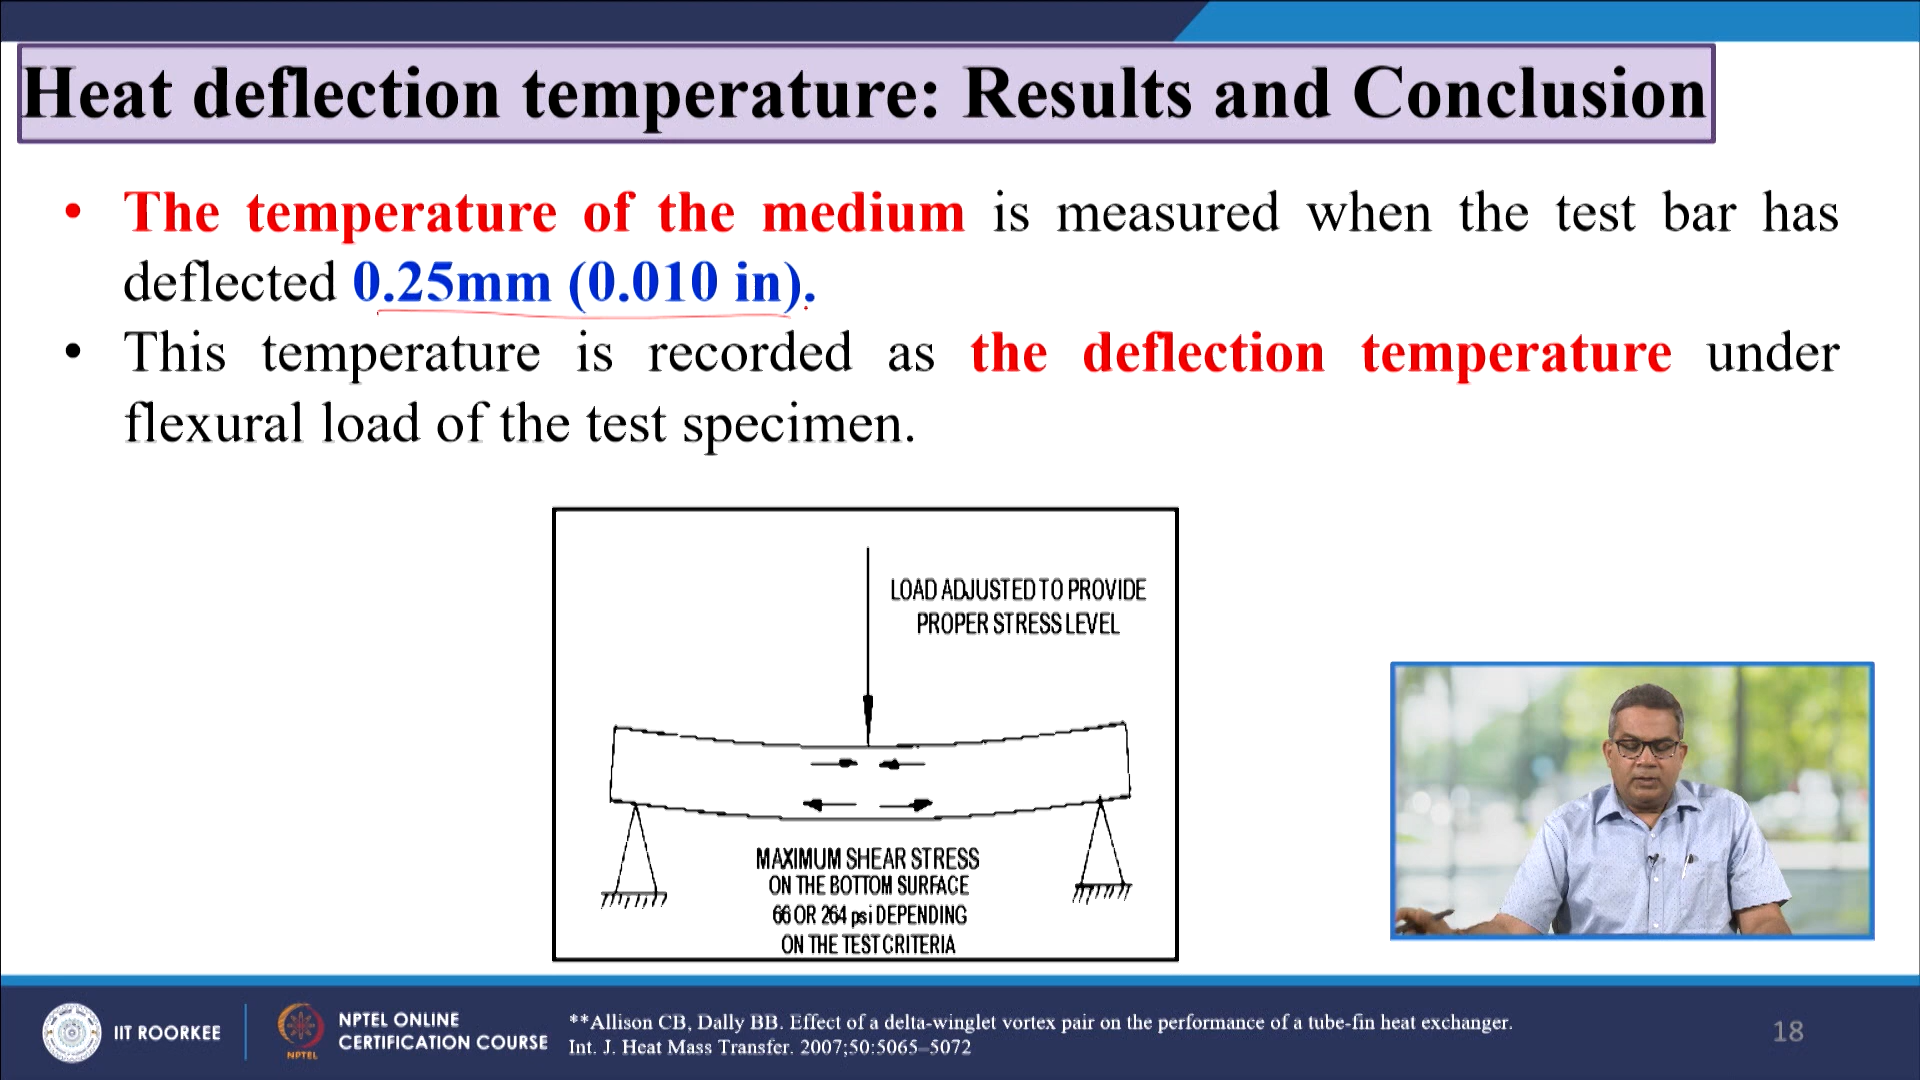 Heat deflection temperature: Results and Conclusion
• The temperature of the medium is measured when the test bar has
deflected 0.25mm (0.010 in).
• This temperature is recorded as the deflection temperature under
flexural load of the test specimen.
LOAD ADJUSTED TO PROVIDE
PROPER STRESS LEVEL
MAXIMUM SHEAR STRESS
ON THE BOTTOM SURFACE
66 OR 264 psi DEPENDING
ON THE TEST CRITERIA
IIT ROORKEE
NPTEL
NPTEL ONLINE
CERTIFICATION COURSE
**Allison CB, Dally BB. Effect of a delta-winglet vortex pair on the performance of a tube-fin heat exchanger.
Int. J. Heat Mass Transfer. 2007;50:5065–5072
18